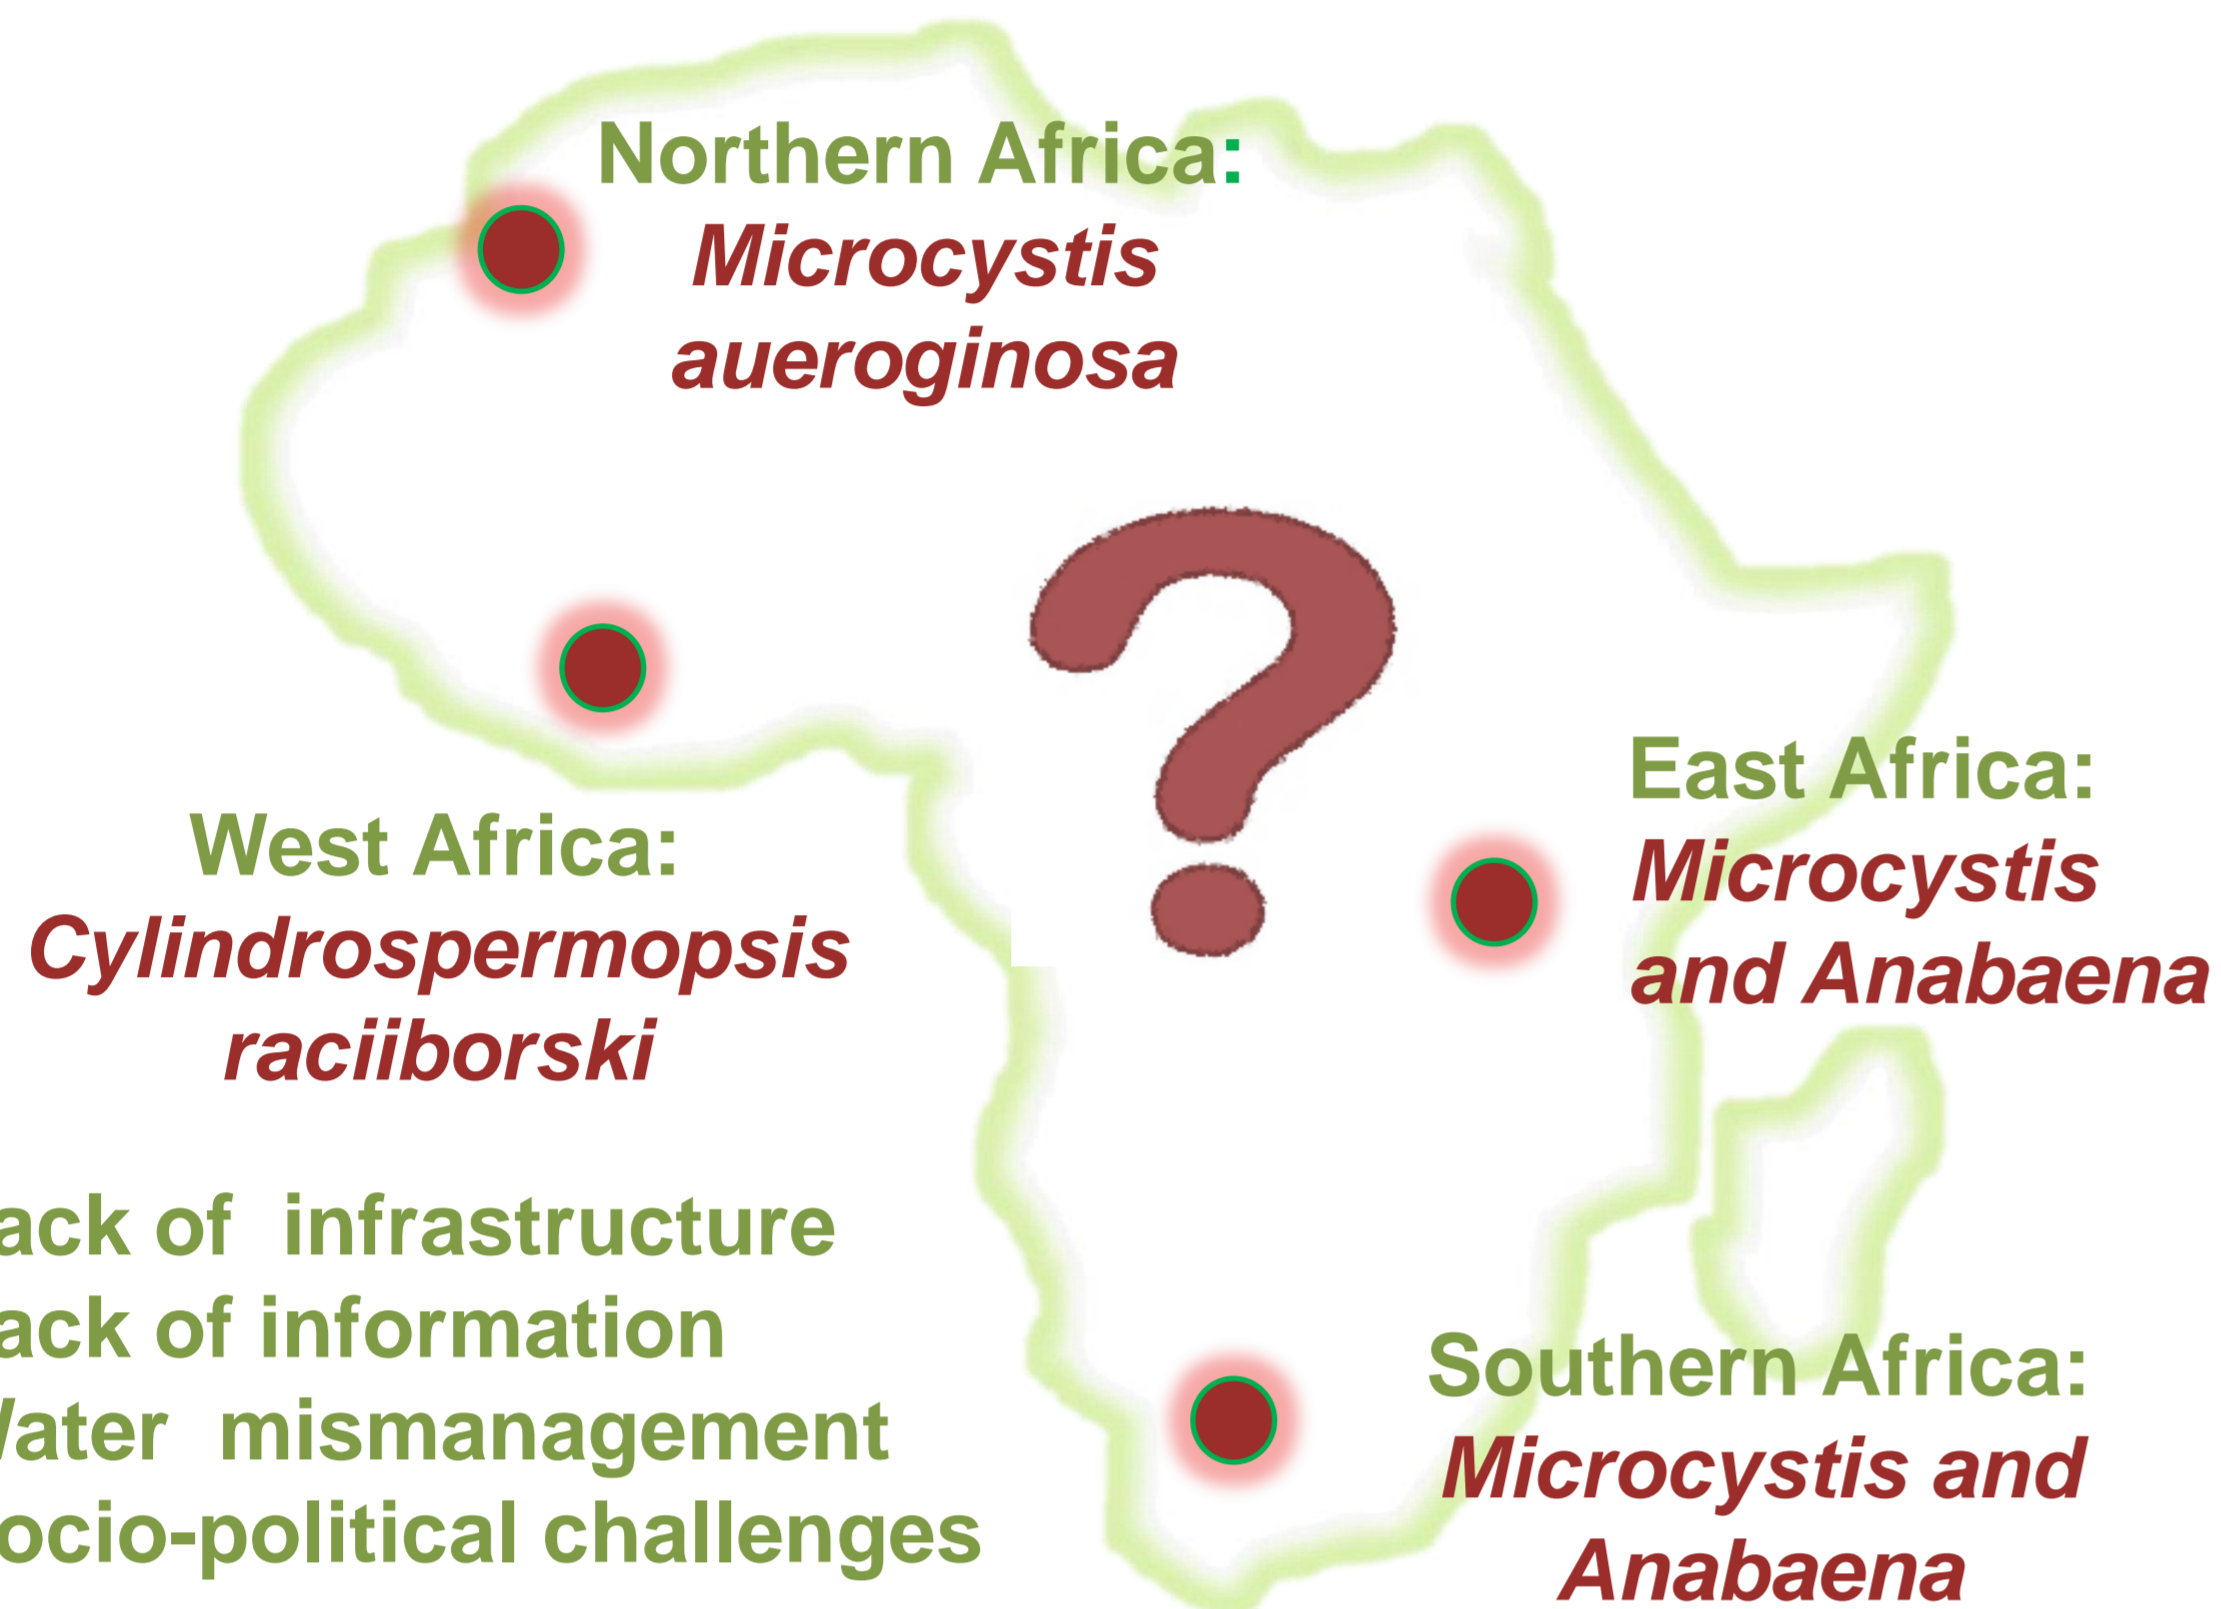 Northern Africa:
Microcystis
aueroginosa
?
West Africa:
Cylindrospermopsis
raciiborski
East Africa:
Microcystis
and Anabaena
ack of infrastructure
ack of information
ater mismanagement
ocio-political challenges
Southern Africa:
Microcystis and
Anabaena